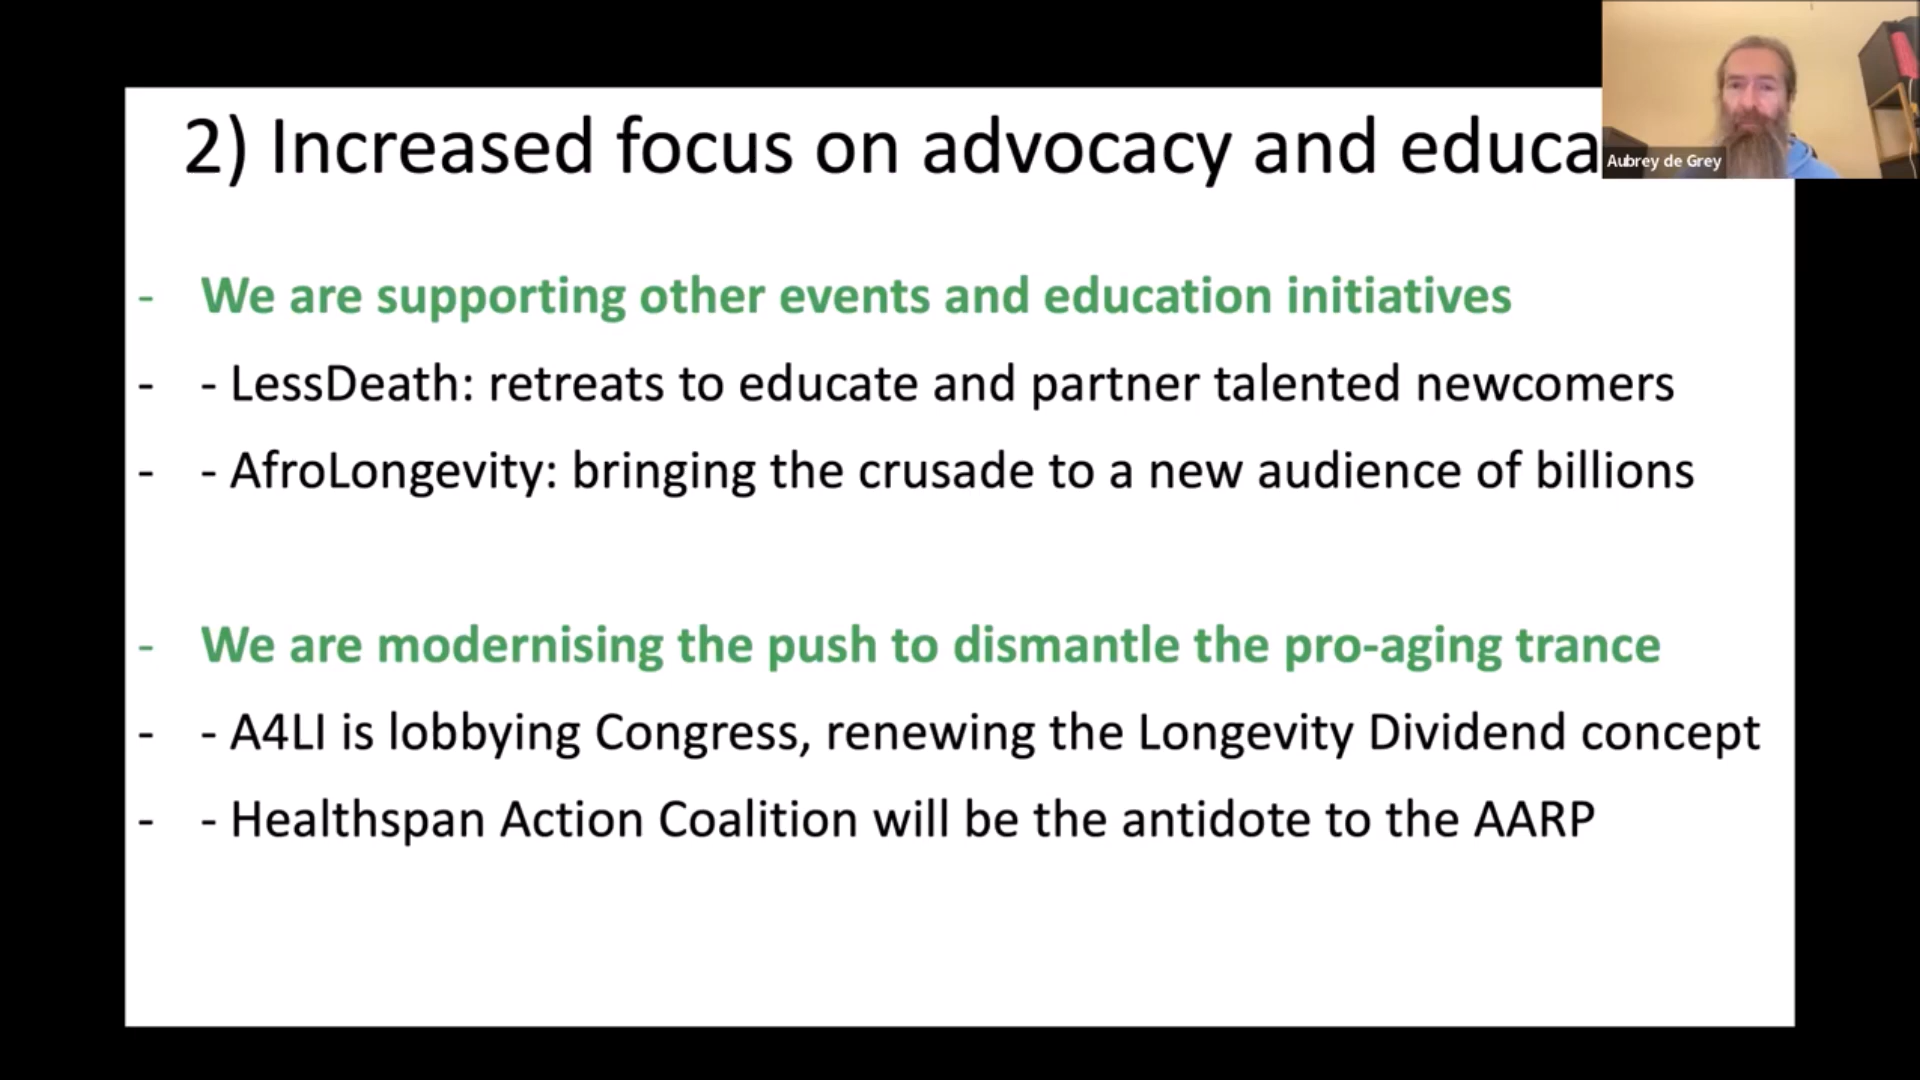 2) Increased focus on advocacy and educa
Aubrey de Grey
- We are supporting other events and education initiatives
- - LessDeath: retreats to educate and partner talented newcomers
- - AfroLongevity: bringing the crusade to a new audience of billions
- We are modernising the push to dismantle the pro-aging trance
- - A4LI is lobbying Congress, renewing the Longevity Dividend concept
- - Healthspan Action Coalition will be the antidote to the AARP